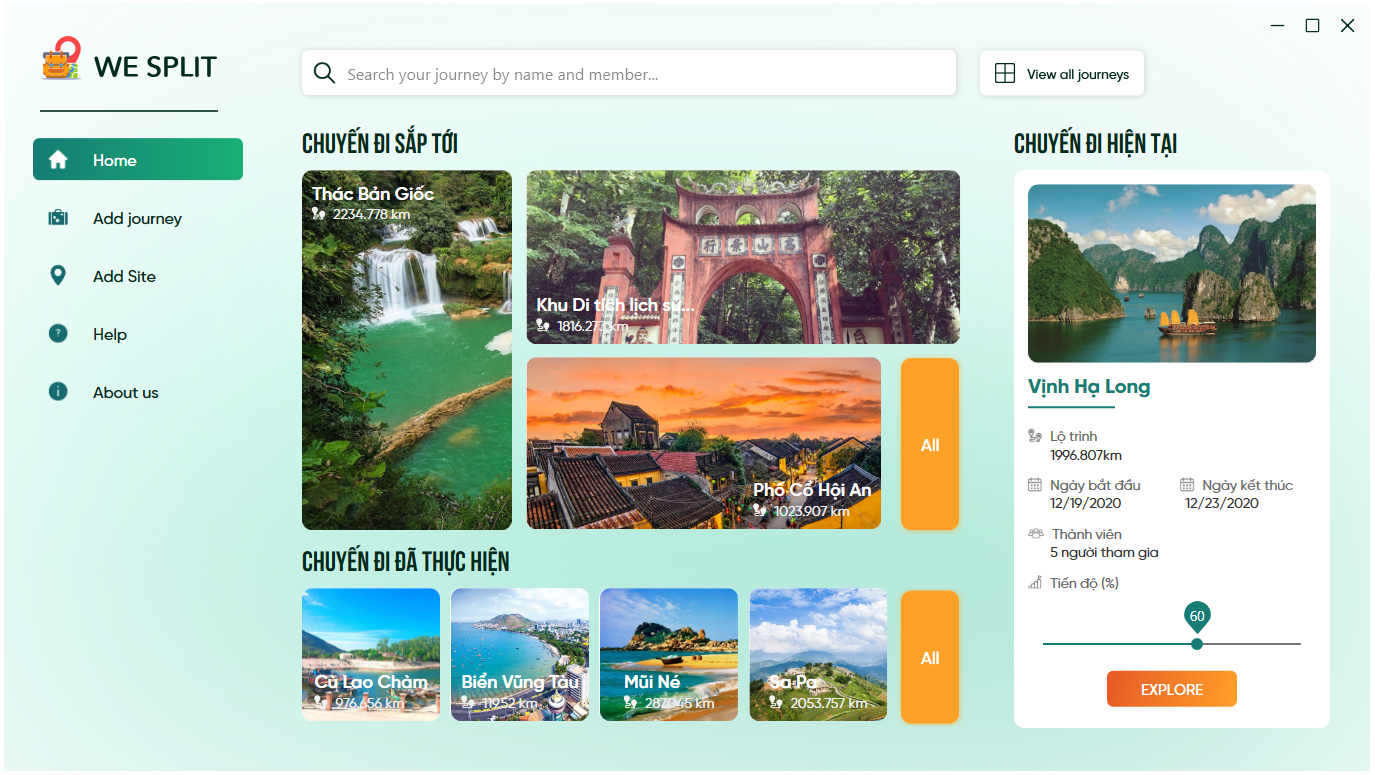 WE SPLIT
Search your journey by name and member...
View all journeys
Home
Add journey
Add Site
Help
About us
CHUYẾN ĐI SẮP TỚI
Thác Bản Giốc
2234.778 km
高山景行
Khu Di tích lịch sử...
1816.273 km
Phố Cổ Hội An
1023.907 km
All
CHUYẾN ĐI ĐÃ THỰC HIỆN
Cù Lao Chàm
976.656 km
Biển Vũng Tàu
km
Mũi Né
km
Sa Pa
2053.757 km
All
CHUYẾN ĐI HIỆN TẠI
Vịnh Hạ Long
Lộ trình
1996.807km
Ngày bắt đầu
12/19/2020
Ngày kết thúc
12/23/2020
Thành viên
5 người tham gia
Tiến độ (%)
60
EXPLORE